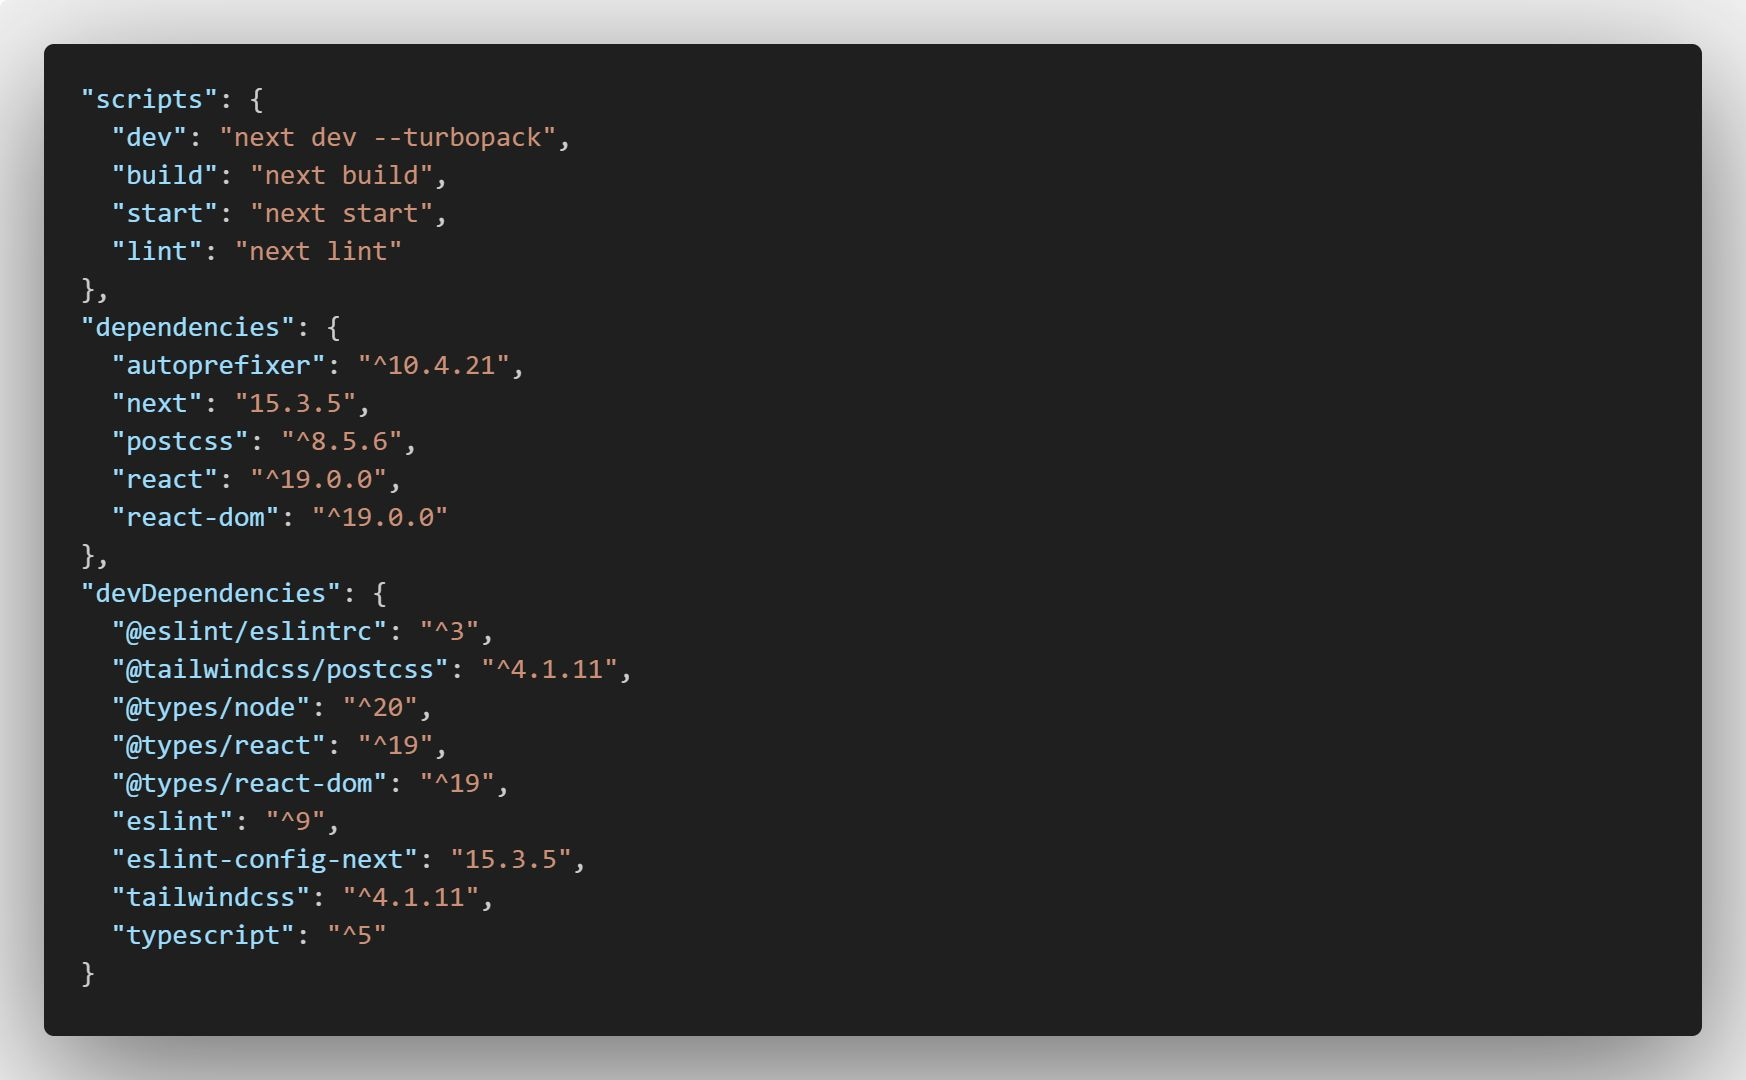 "scripts": {
  "dev": "next dev --turbopack",
  "build": "next build",
  "start": "next start",
  "lint": "next lint"
},
"dependencies": {
  "autoprefixer": "^10.4.21",
  "next": "15.3.5",
  "postcss": "^8.5.6",
  "react": "^19.0.0",
  "react-dom": "^19.0.0"
},
"devDependencies": {
  "@eslint/eslintrc": "^3",
  "@tailwindcss/postcss": "^4.1.11",
  "@types/node": "^20",
  "@types/react": "^19",
  "@types/react-dom": "^19",
  "eslint": "^9",
  "eslint-config-next": "15.3.5",
  "tailwindcss": "^4.1.11",
  "typescript": "^5"
}